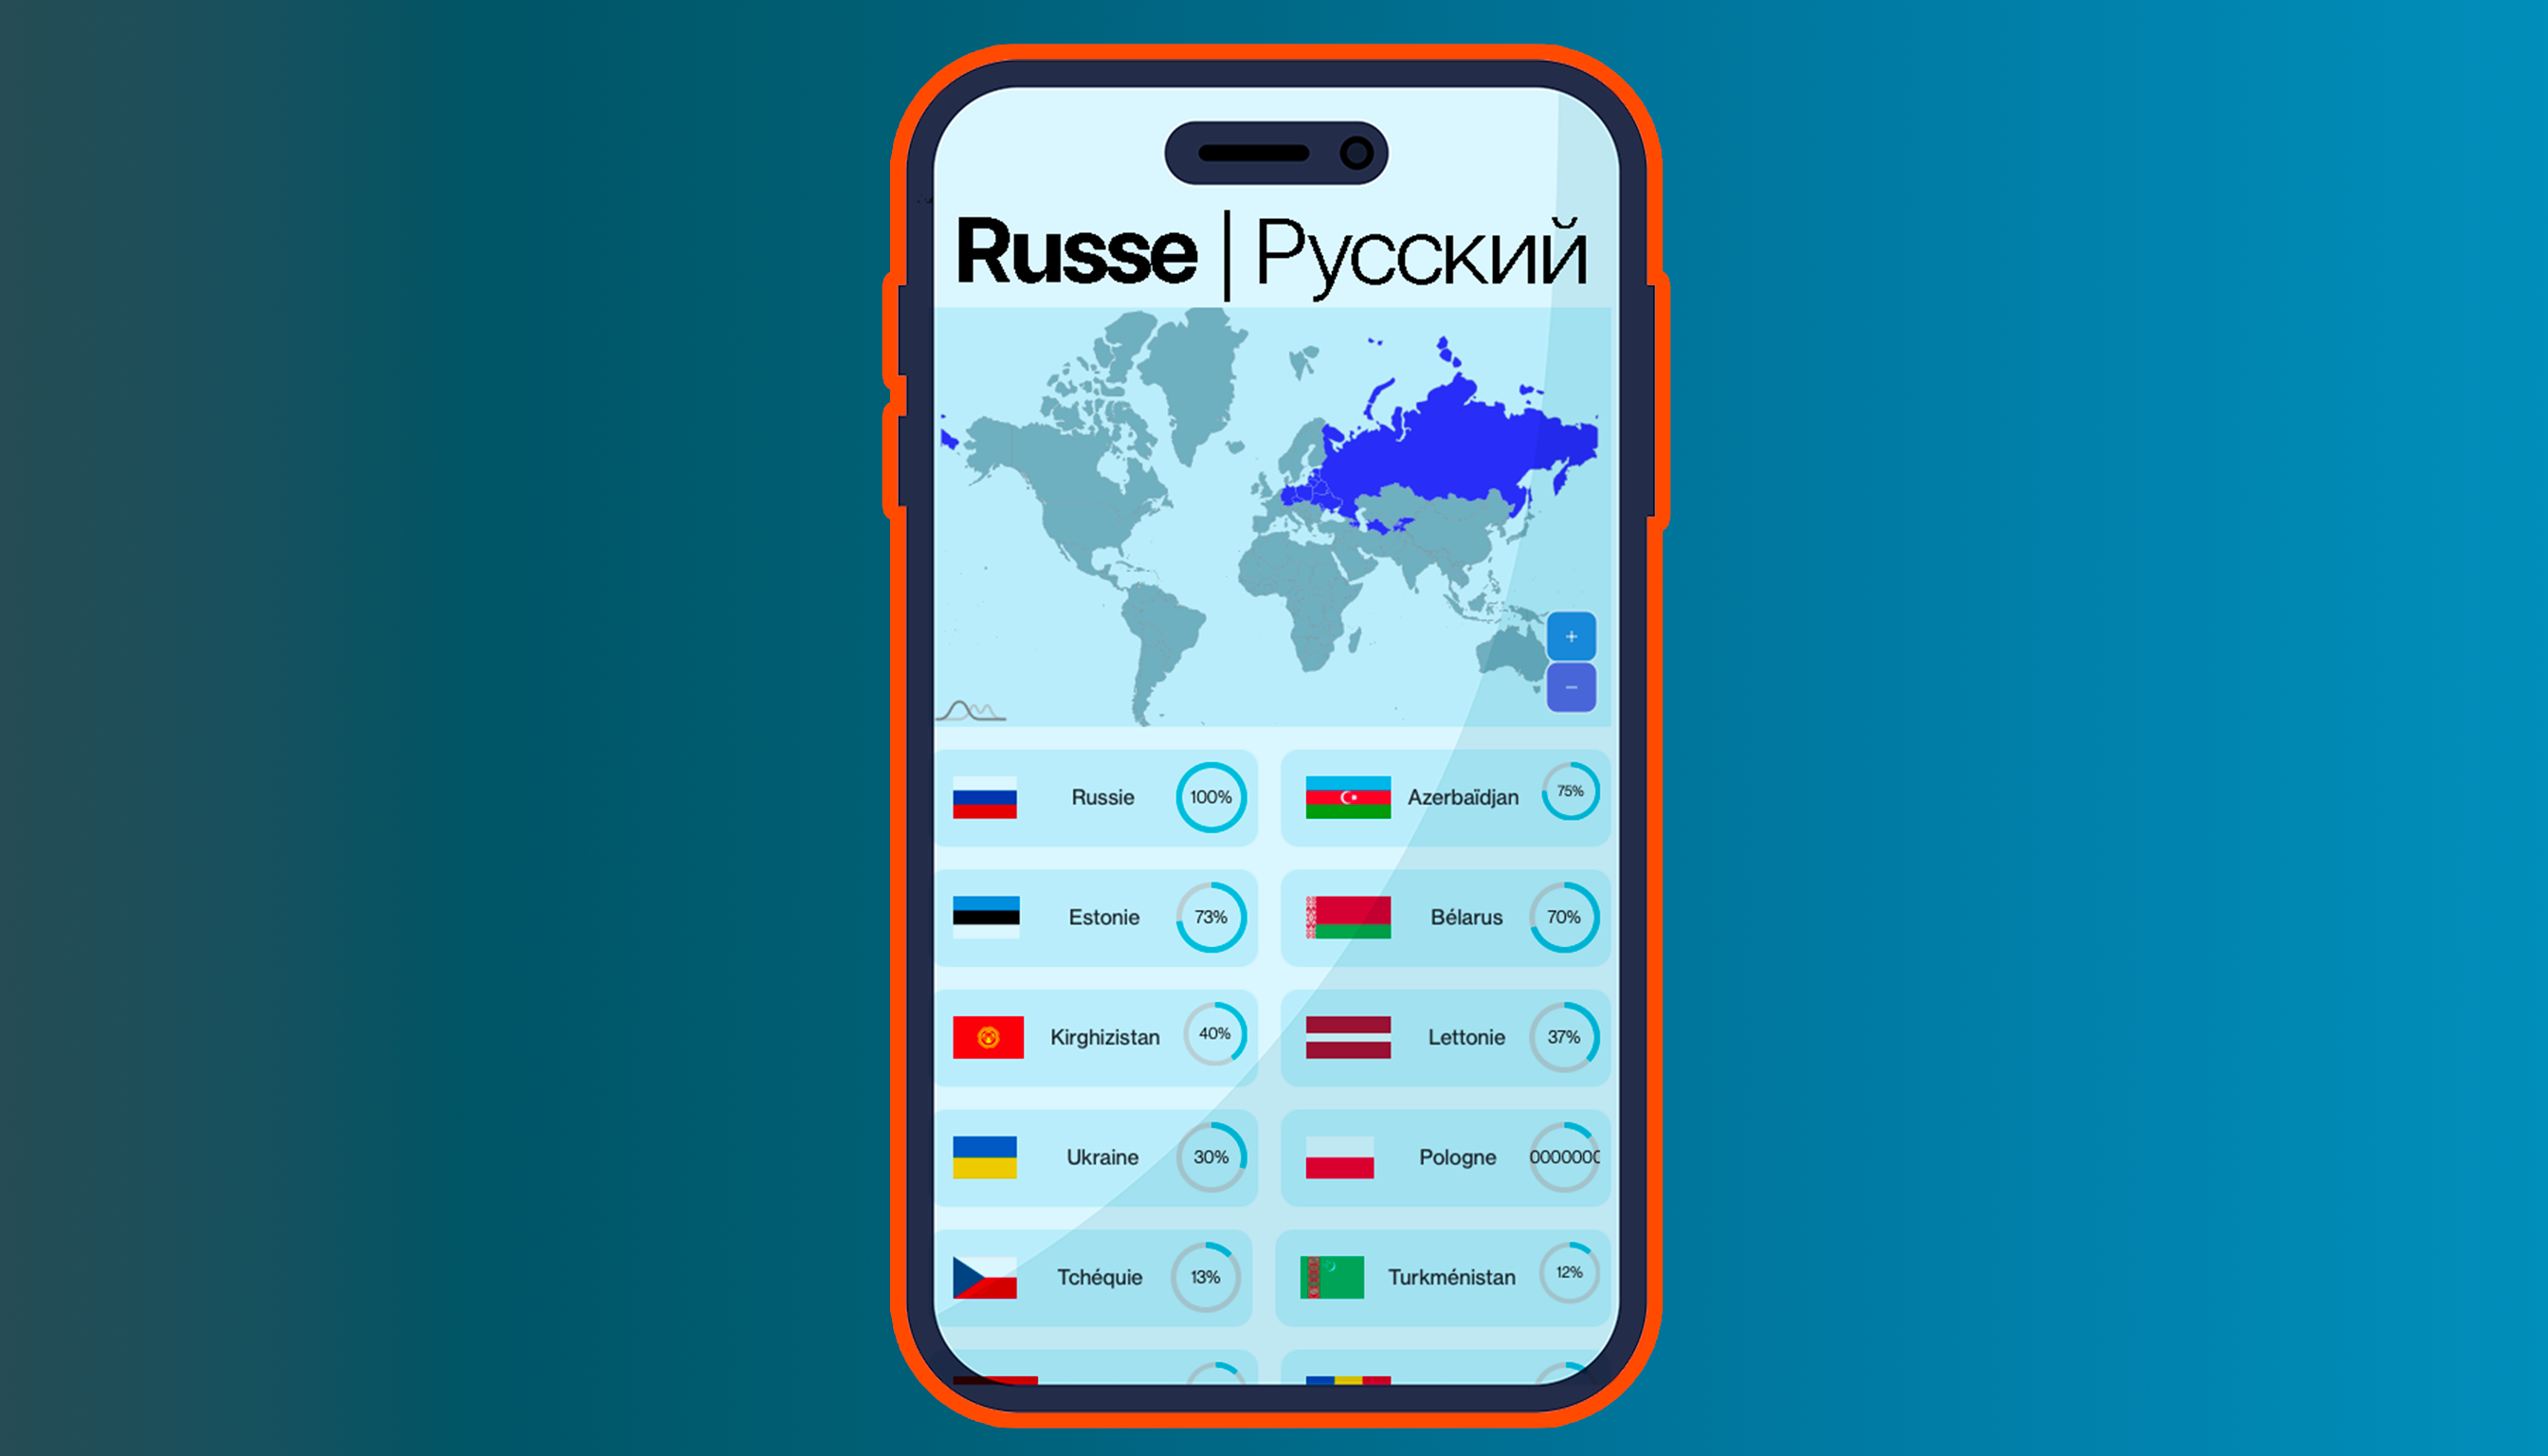 Russe | Русский
+
−
Russie 100%
Azerbaïdjan 75%
Estonie 73%
Bélarus 70%
Kirghizistan 40%
Lettonie 37%
Ukraine 30%
Pologne 0000000
Tchéquie 13%
Turkménistan 12%